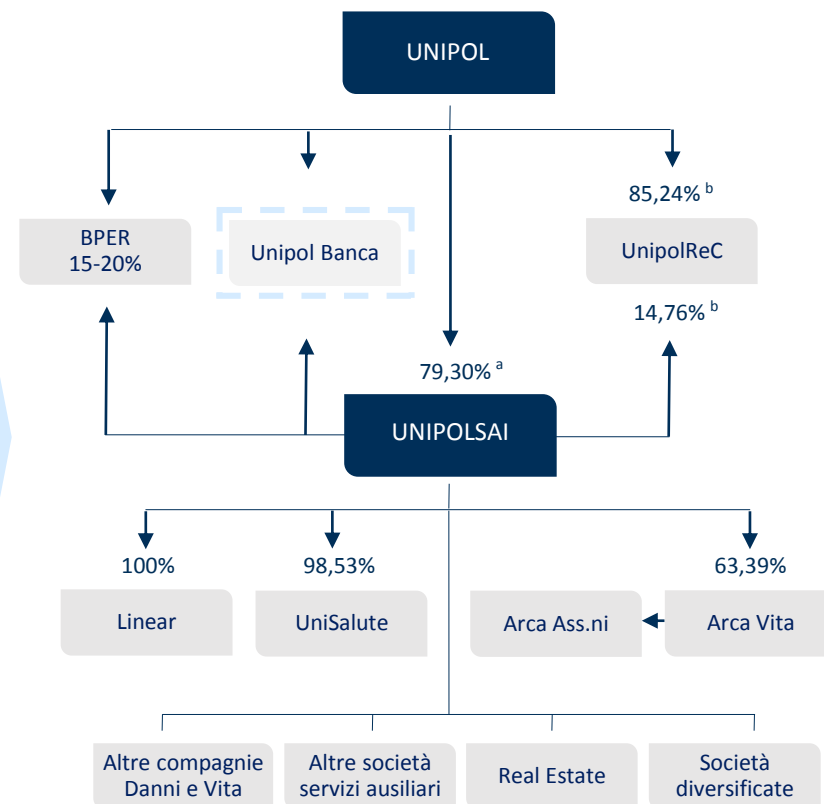 UNIPOL
85,24% b
BPER
15-20%
Unipol Banca
UnipolReC
14,76% b
79,30% a
UNIPOLSAI
100%
98,53%
63,39%
Linear
UniSalute
Arca Ass.ni
Arca Vita
Altre compagnie
Danni e Vita
Altre società
servizi ausiliari
Real Estate
Società
diversificate